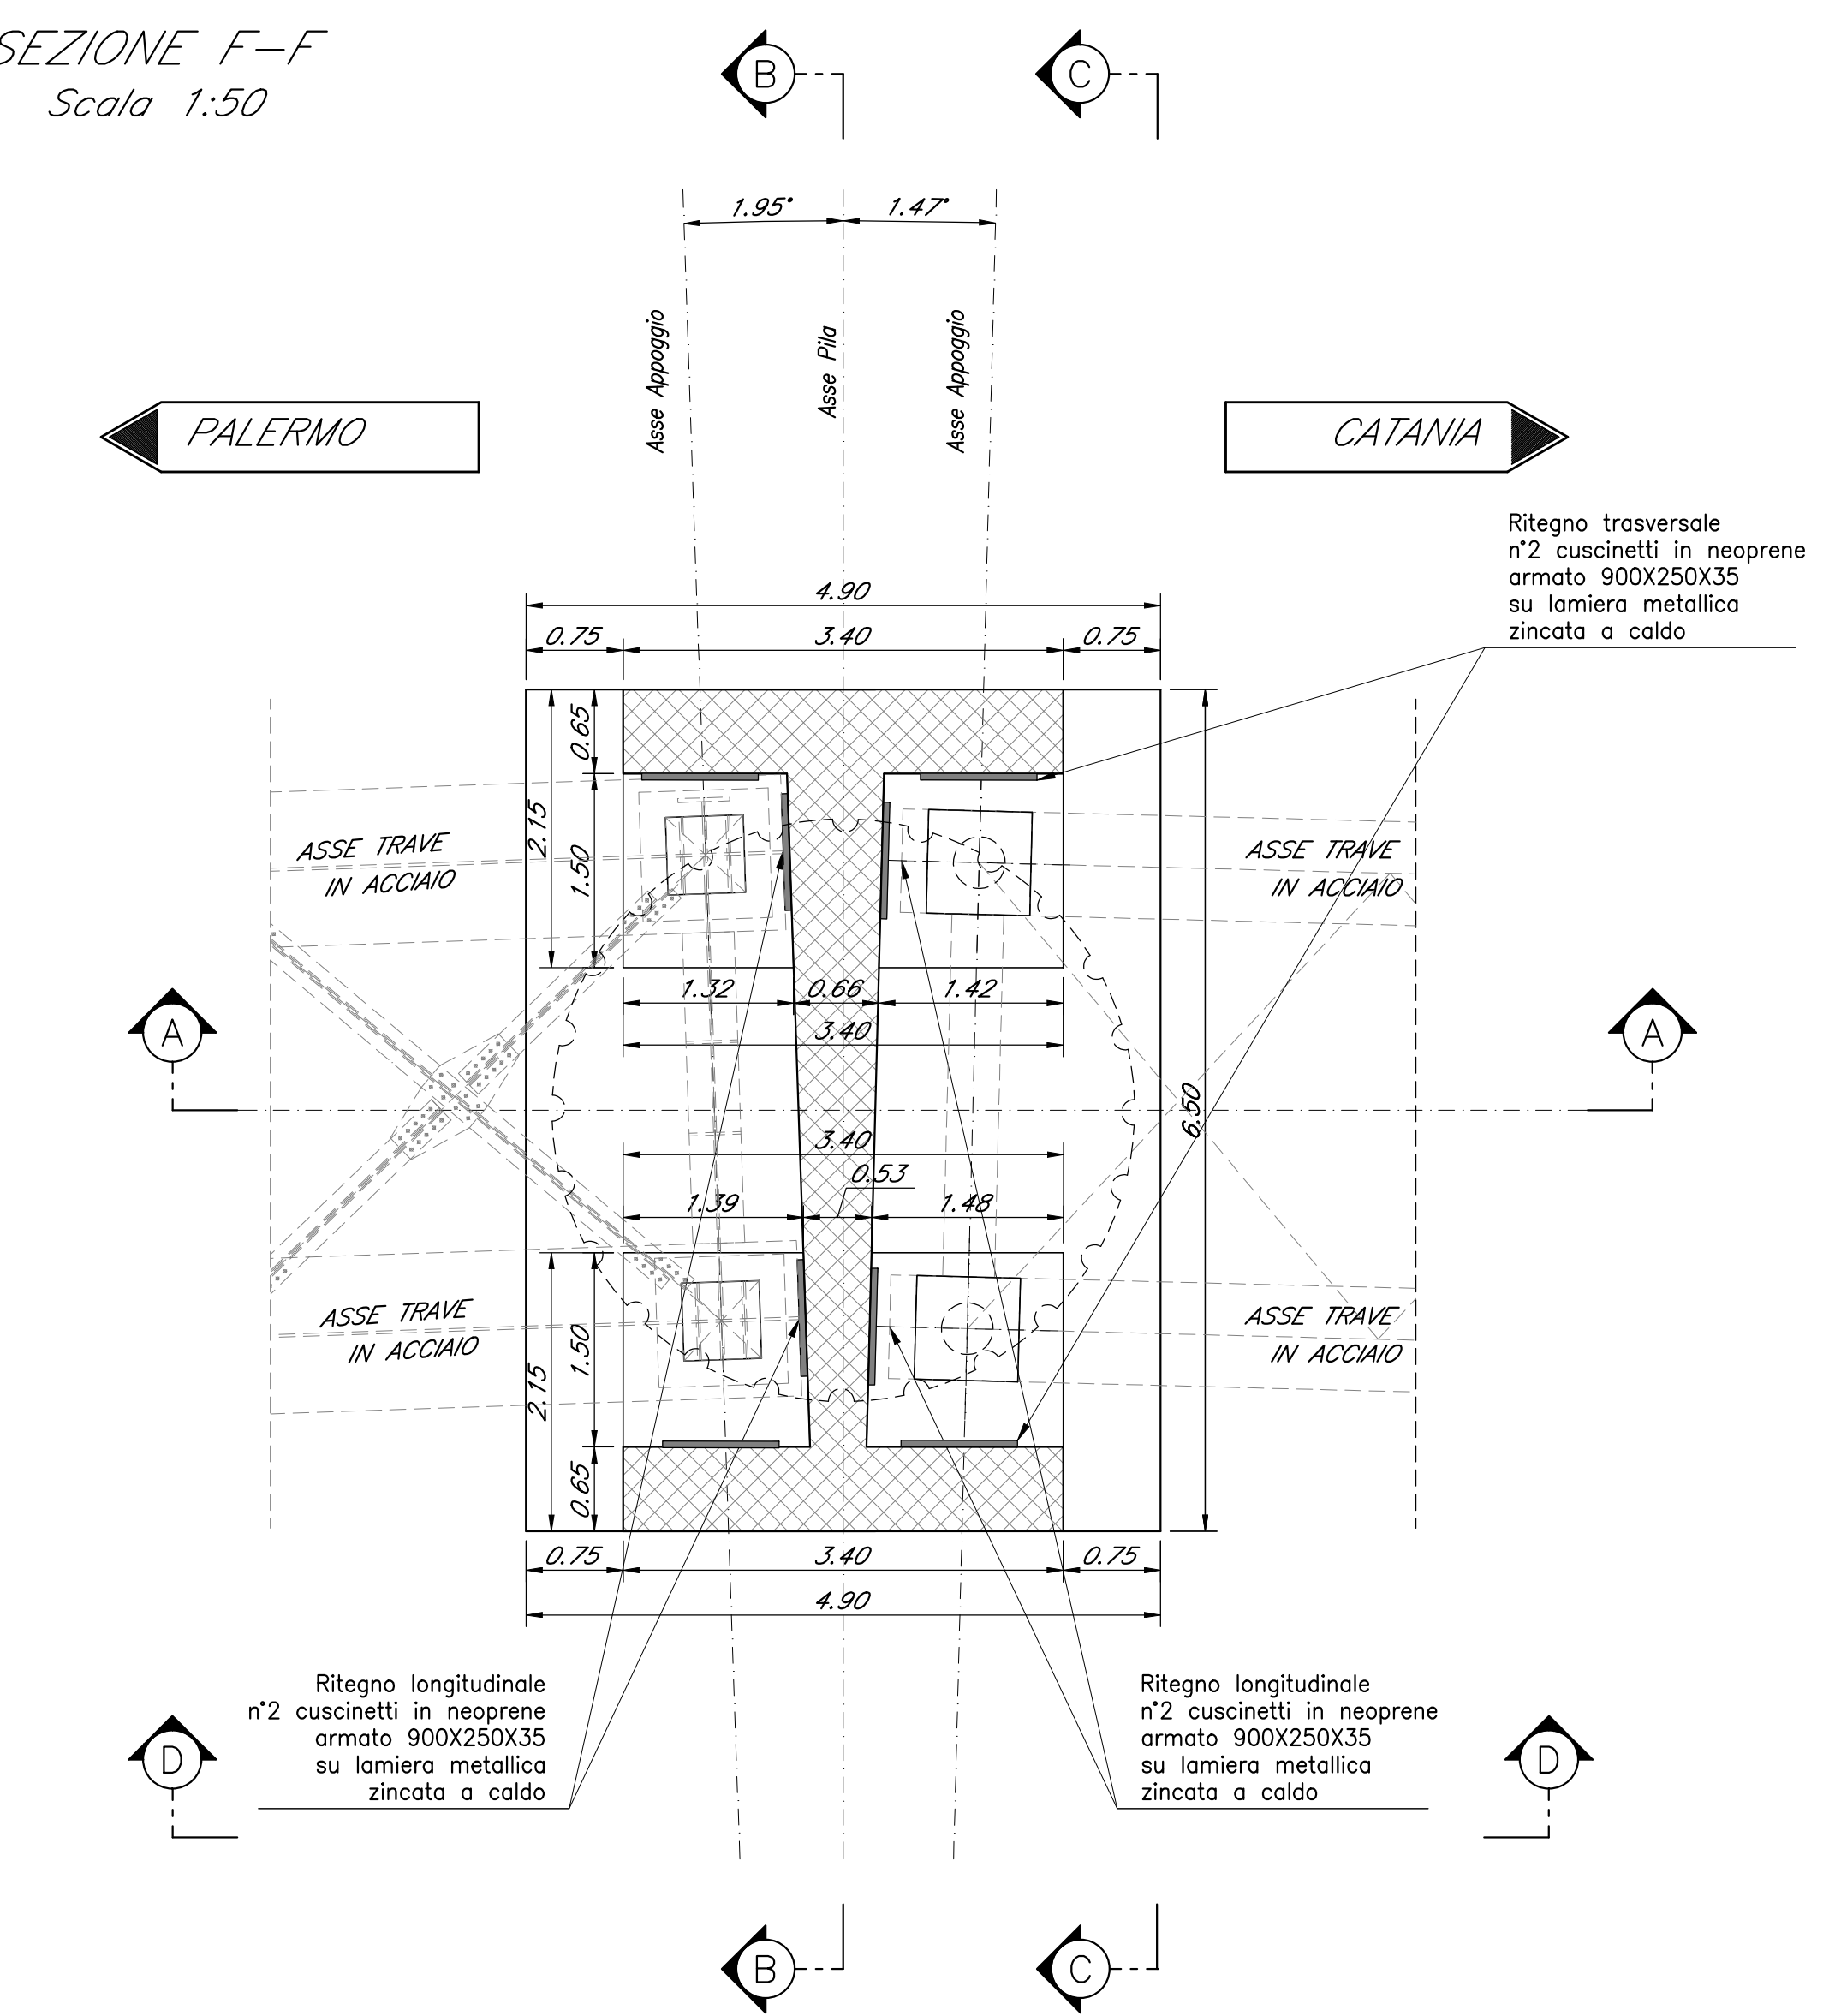 SEZIONE F-F
Scala 1:50
B
C
1.95°
1.47°
Asse Appoggio
Asse Pila
Asse Appoggio
PALERMO
CATANIA
Ritegno trasversale
n°2 cuscinetti in neoprene
armato 900X250X35
su lamiera metallica
zincata a caldo
4.90
0.75
3.40
0.75
0.65
2.15
1.50
ASSE TRAVE
IN ACCIAIO
ASSE TRAVE
IN ACCIAIO
1.32
0.66
1.42
3.40
A
A
6.50
3.40
0.53
1.39
1.48
ASSE TRAVE
IN ACCIAIO
ASSE TRAVE
IN ACCIAIO
1.50
2.15
0.65
0.75
3.40
0.75
4.90
Ritegno longitudinale
n°2 cuscinetti in neoprene
armato 900X250X35
su lamiera metallica
zincata a caldo
Ritegno longitudinale
n°2 cuscinetti in neoprene
armato 900X250X35
su lamiera metallica
zincata a caldo
D
D
B
C